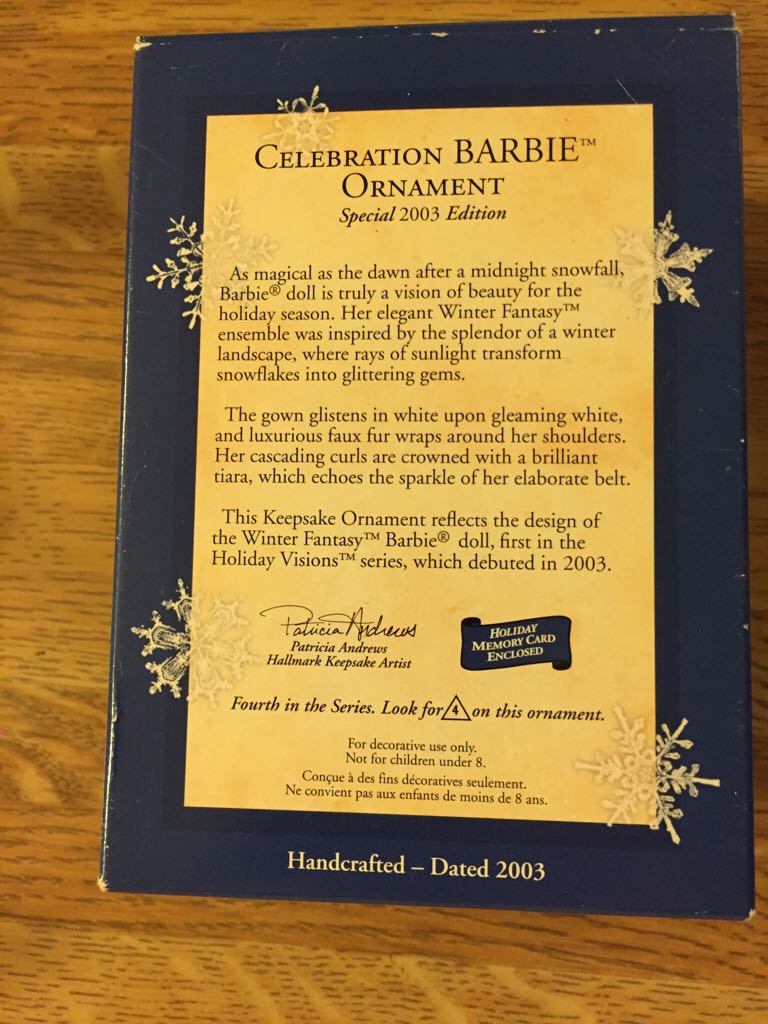 CELEBRATION BARBIE™
ORNAMENT
Special 2003 Edition
As magical as the dawn after a midnight snowfall,
Barbie® doll is truly a vision of beauty for the
holiday season. Her elegant Winter Fantasy™
ensemble was inspired by the splendor of a winter
landscape, where rays of sunlight transform
snowflakes into glittering gems.
The gown glistens in white upon gleaming white,
and luxurious faux fur wraps around her shoulders.
Her cascading curls are crowned with a brilliant
tiara, which echoes the sparkle of her elaborate belt.
This Keepsake Ornament reflects the design of
the Winter Fantasy™ Barbie® doll, first in the
Holiday Visions™ series, which debuted in 2003.
Patricia Andrews
Patricia Andrews
Hallmark Keepsake Artist
HOLIDAY
MEMORY CARD
ENCLOSED
Fourth in the Series. Look for 4 on this ornament.
For decorative use only.
Not for children under 8.
Conçue à des fins décoratives seulement.
Ne convient pas aux enfants de moins de 8 ans.
Handcrafted – Dated 2003